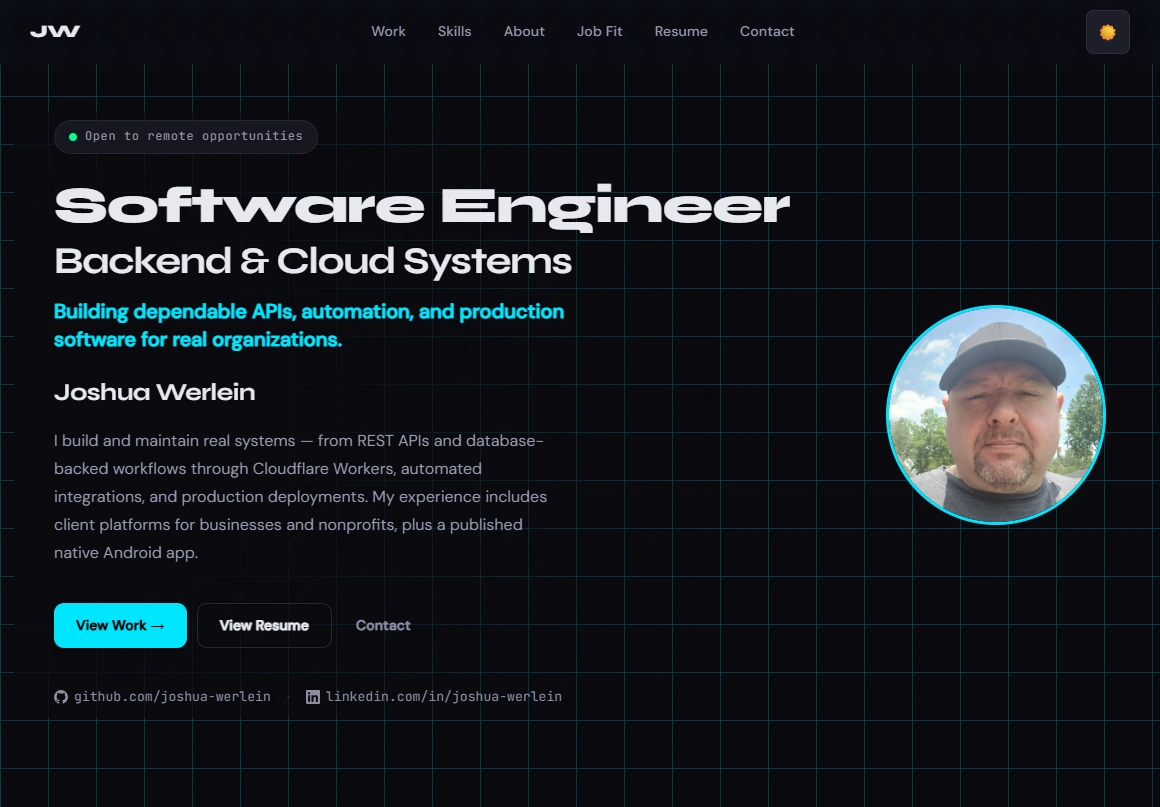 JW
Work Skills About Job Fit Resume Contact
Open to remote opportunities
Software Engineer
Backend & Cloud Systems
Building dependable APIs, automation, and production
software for real organizations.
Joshua Werlein
I build and maintain real systems — from REST APIs and database-
backed workflows through Cloudflare Workers, automated
integrations, and production deployments. My experience includes
client platforms for businesses and nonprofits, plus a published
native Android app.
View Work → View Resume Contact
github.com/joshua-werlein · linkedin.com/in/joshua-werlein